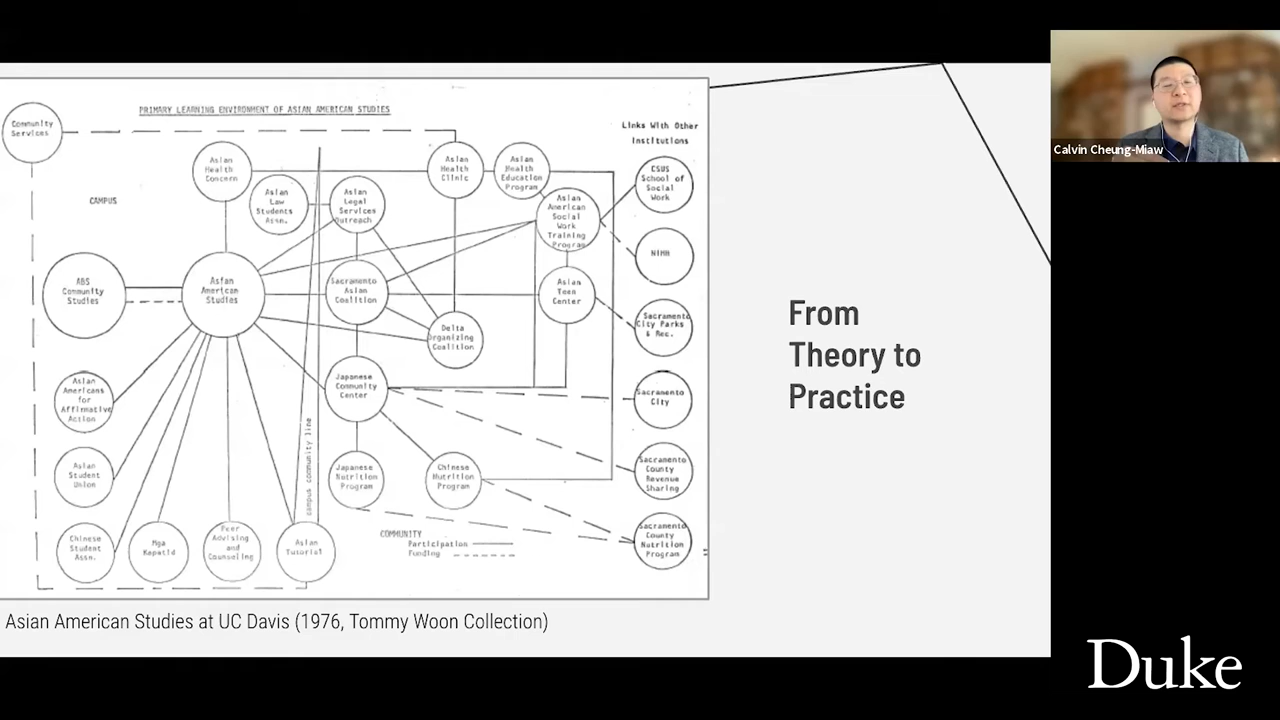 PRIMARY LEARNING ENVIRONMENT OF ASIAN AMERICAN STUDIES
Community
Services
Links With Other
Institutions
CAMPUS
Asian
Health
Concern
Asian
Law
Students
Assn.
Asian
Legal
Services
Outreach
Asian
Health
Clinic
Asian
Health
Education
Program
Asian
American
Social
Work
Training
Program
CSUS
School of
Social
Work
NIMH
ABS
Community
Studies
Asian
American
Studies
Sacramento
Asian
Coalition
Asian
Teen
Center
Sacramento
City Parks
& Rec.
Delta
Organizing
Coalition
Asian
Americans
for
Affirmative
Action
Japanese
Community
Center
Sacramento
City
campus community line
Asian
Student
Union
Japanese
Nutrition
Program
Chinese
Nutrition
Program
Sacramento
County
Revenue
Sharing
Chinese
Student
Assn.
Mga
Kapatid
Peer
Advising
and
Counseling
Asian
Tutorial
COMMUNITY
Participation
Funding
Sacramento
County
Nutrition
Program
Asian American Studies at UC Davis (1976, Tommy Woon Collection)
From
Theory to
Practice
Calvin Cheung-Miaw
Duke